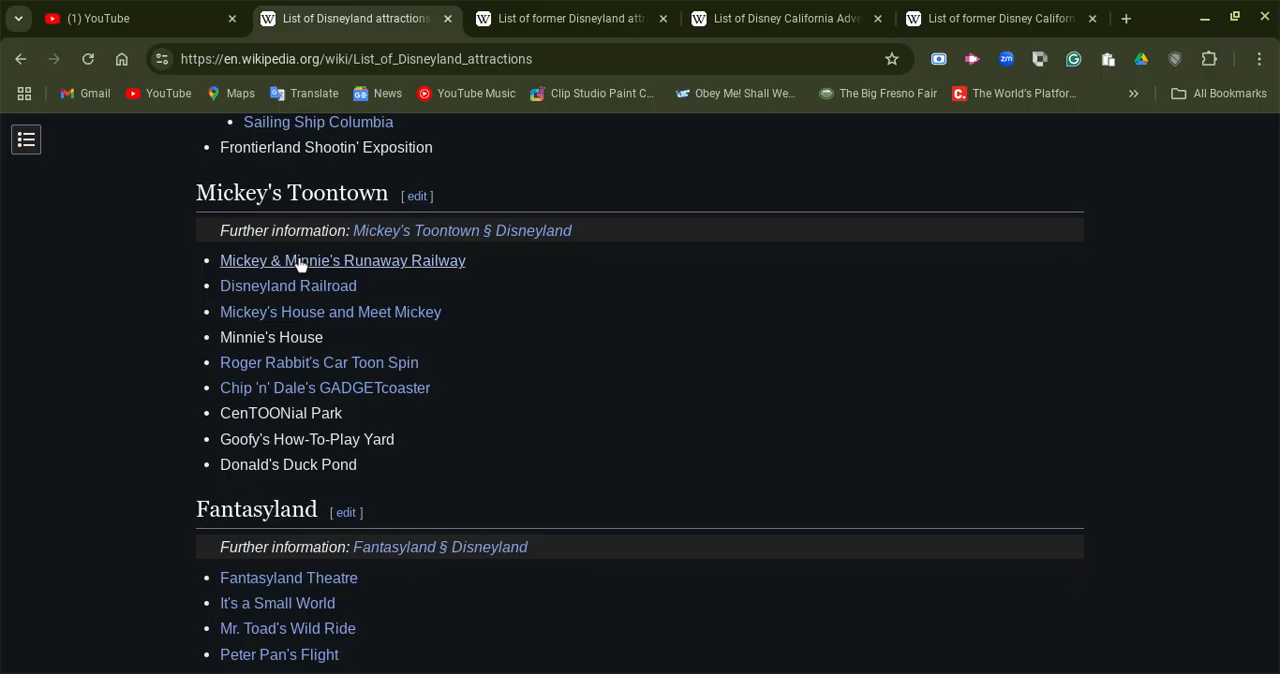 (1) YouTube
List of Disneyland attractions
List of former Disneyland attr
List of Disney California Adve
List of former Disney Californ
https://en.wikipedia.org/wiki/List_of_Disneyland_attractions
Gmail
YouTube
Maps
Translate
News
YouTube Music
Clip Studio Paint C...
Obey Me! Shall We...
The Big Fresno Fair
The World's Platfor...
All Bookmarks
Sailing Ship Columbia
Frontierland Shootin' Exposition
Mickey's Toontown [ edit ]
Further information: Mickey's Toontown § Disneyland
Mickey & Minnie's Runaway Railway
Disneyland Railroad
Mickey's House and Meet Mickey
Minnie's House
Roger Rabbit's Car Toon Spin
Chip 'n' Dale's GADGETcoaster
CenTOONial Park
Goofy's How-To-Play Yard
Donald's Duck Pond
Fantasyland [ edit ]
Further information: Fantasyland § Disneyland
Fantasyland Theatre
It's a Small World
Mr. Toad's Wild Ride
Peter Pan's Flight